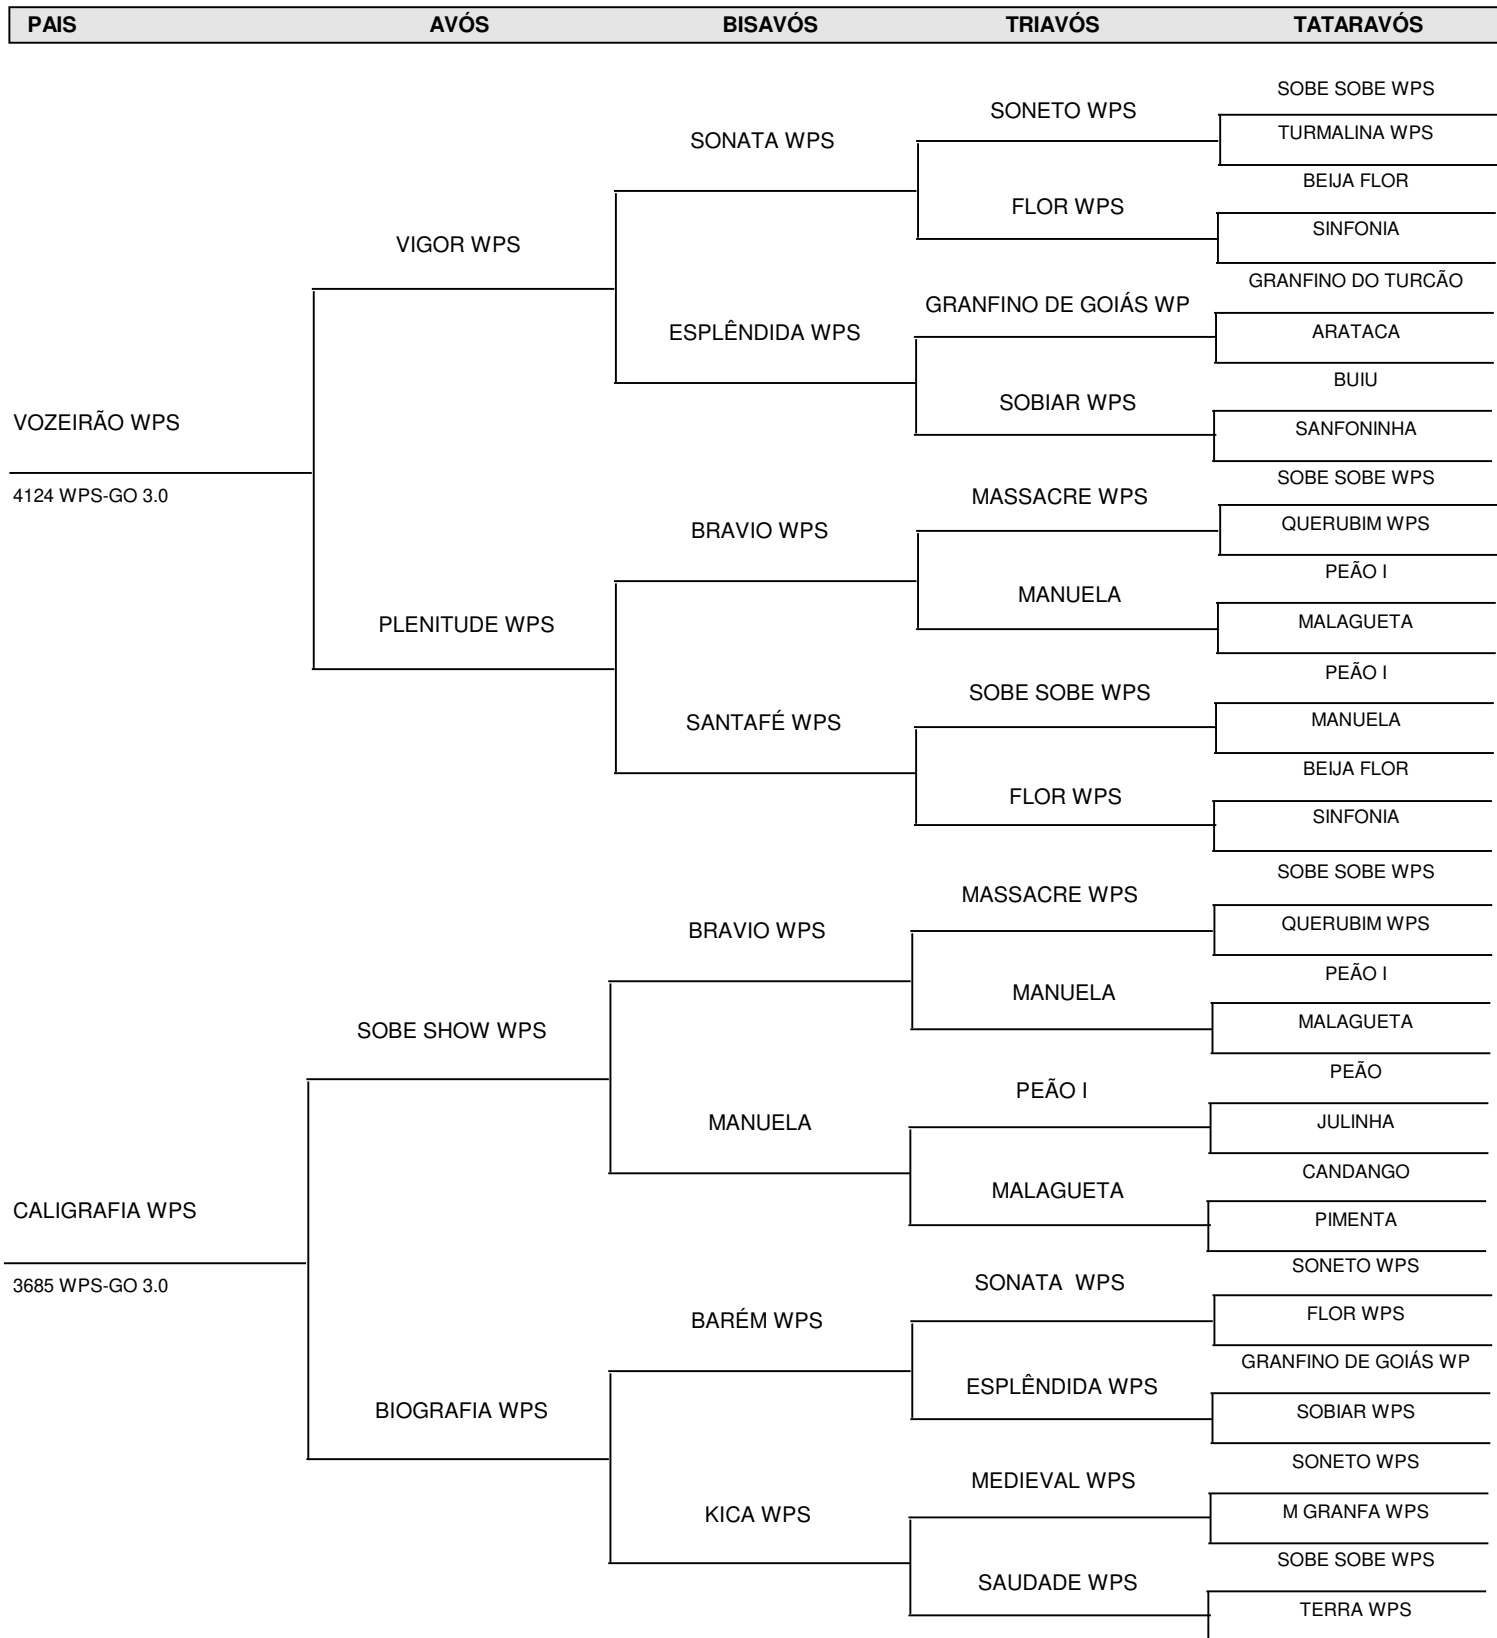 PAIS AVÓS BISAVÓS TRIAVÓS TATARAVÓS
SOBE SOBE WPS
SONETO WPS
TURMALINA WPS
SONATA WPS
BEIJA FLOR
FLOR WPS
SINFONIA
VIGOR WPS
GRANFINO DO TURCÃO
GRANFINO DE GOIÁS WP
ARATACA
ESPLÊNDIDA WPS
BUIU
SOBIAR WPS
SANFONINHA
VOZEIRÃO WPS
4124 WPS-GO 3.0
SOBE SOBE WPS
MASSACRE WPS
QUERUBIM WPS
BRAVIO WPS
PEÃO I
MANUELA
MALAGUETA
PLENITUDE WPS
PEÃO I
SOBE SOBE WPS
MANUELA
SANTAFÉ WPS
BEIJA FLOR
FLOR WPS
SINFONIA
SOBE SOBE WPS
MASSACRE WPS
QUERUBIM WPS
BRAVIO WPS
PEÃO I
MANUELA
MALAGUETA
SOBE SHOW WPS
PEÃO
PEÃO I
JULINHA
MANUELA
CANDANGO
MALAGUETA
PIMENTA
CALIGRAFIA WPS
3685 WPS-GO 3.0
SONETO WPS
SONATA  WPS
FLOR WPS
BARÉM WPS
GRANFINO DE GOIÁS WP
ESPLÊNDIDA WPS
SOBIAR WPS
BIOGRAFIA WPS
SONETO WPS
MEDIEVAL WPS
M GRANFA WPS
KICA WPS
SOBE SOBE WPS
SAUDADE WPS
TERRA WPS